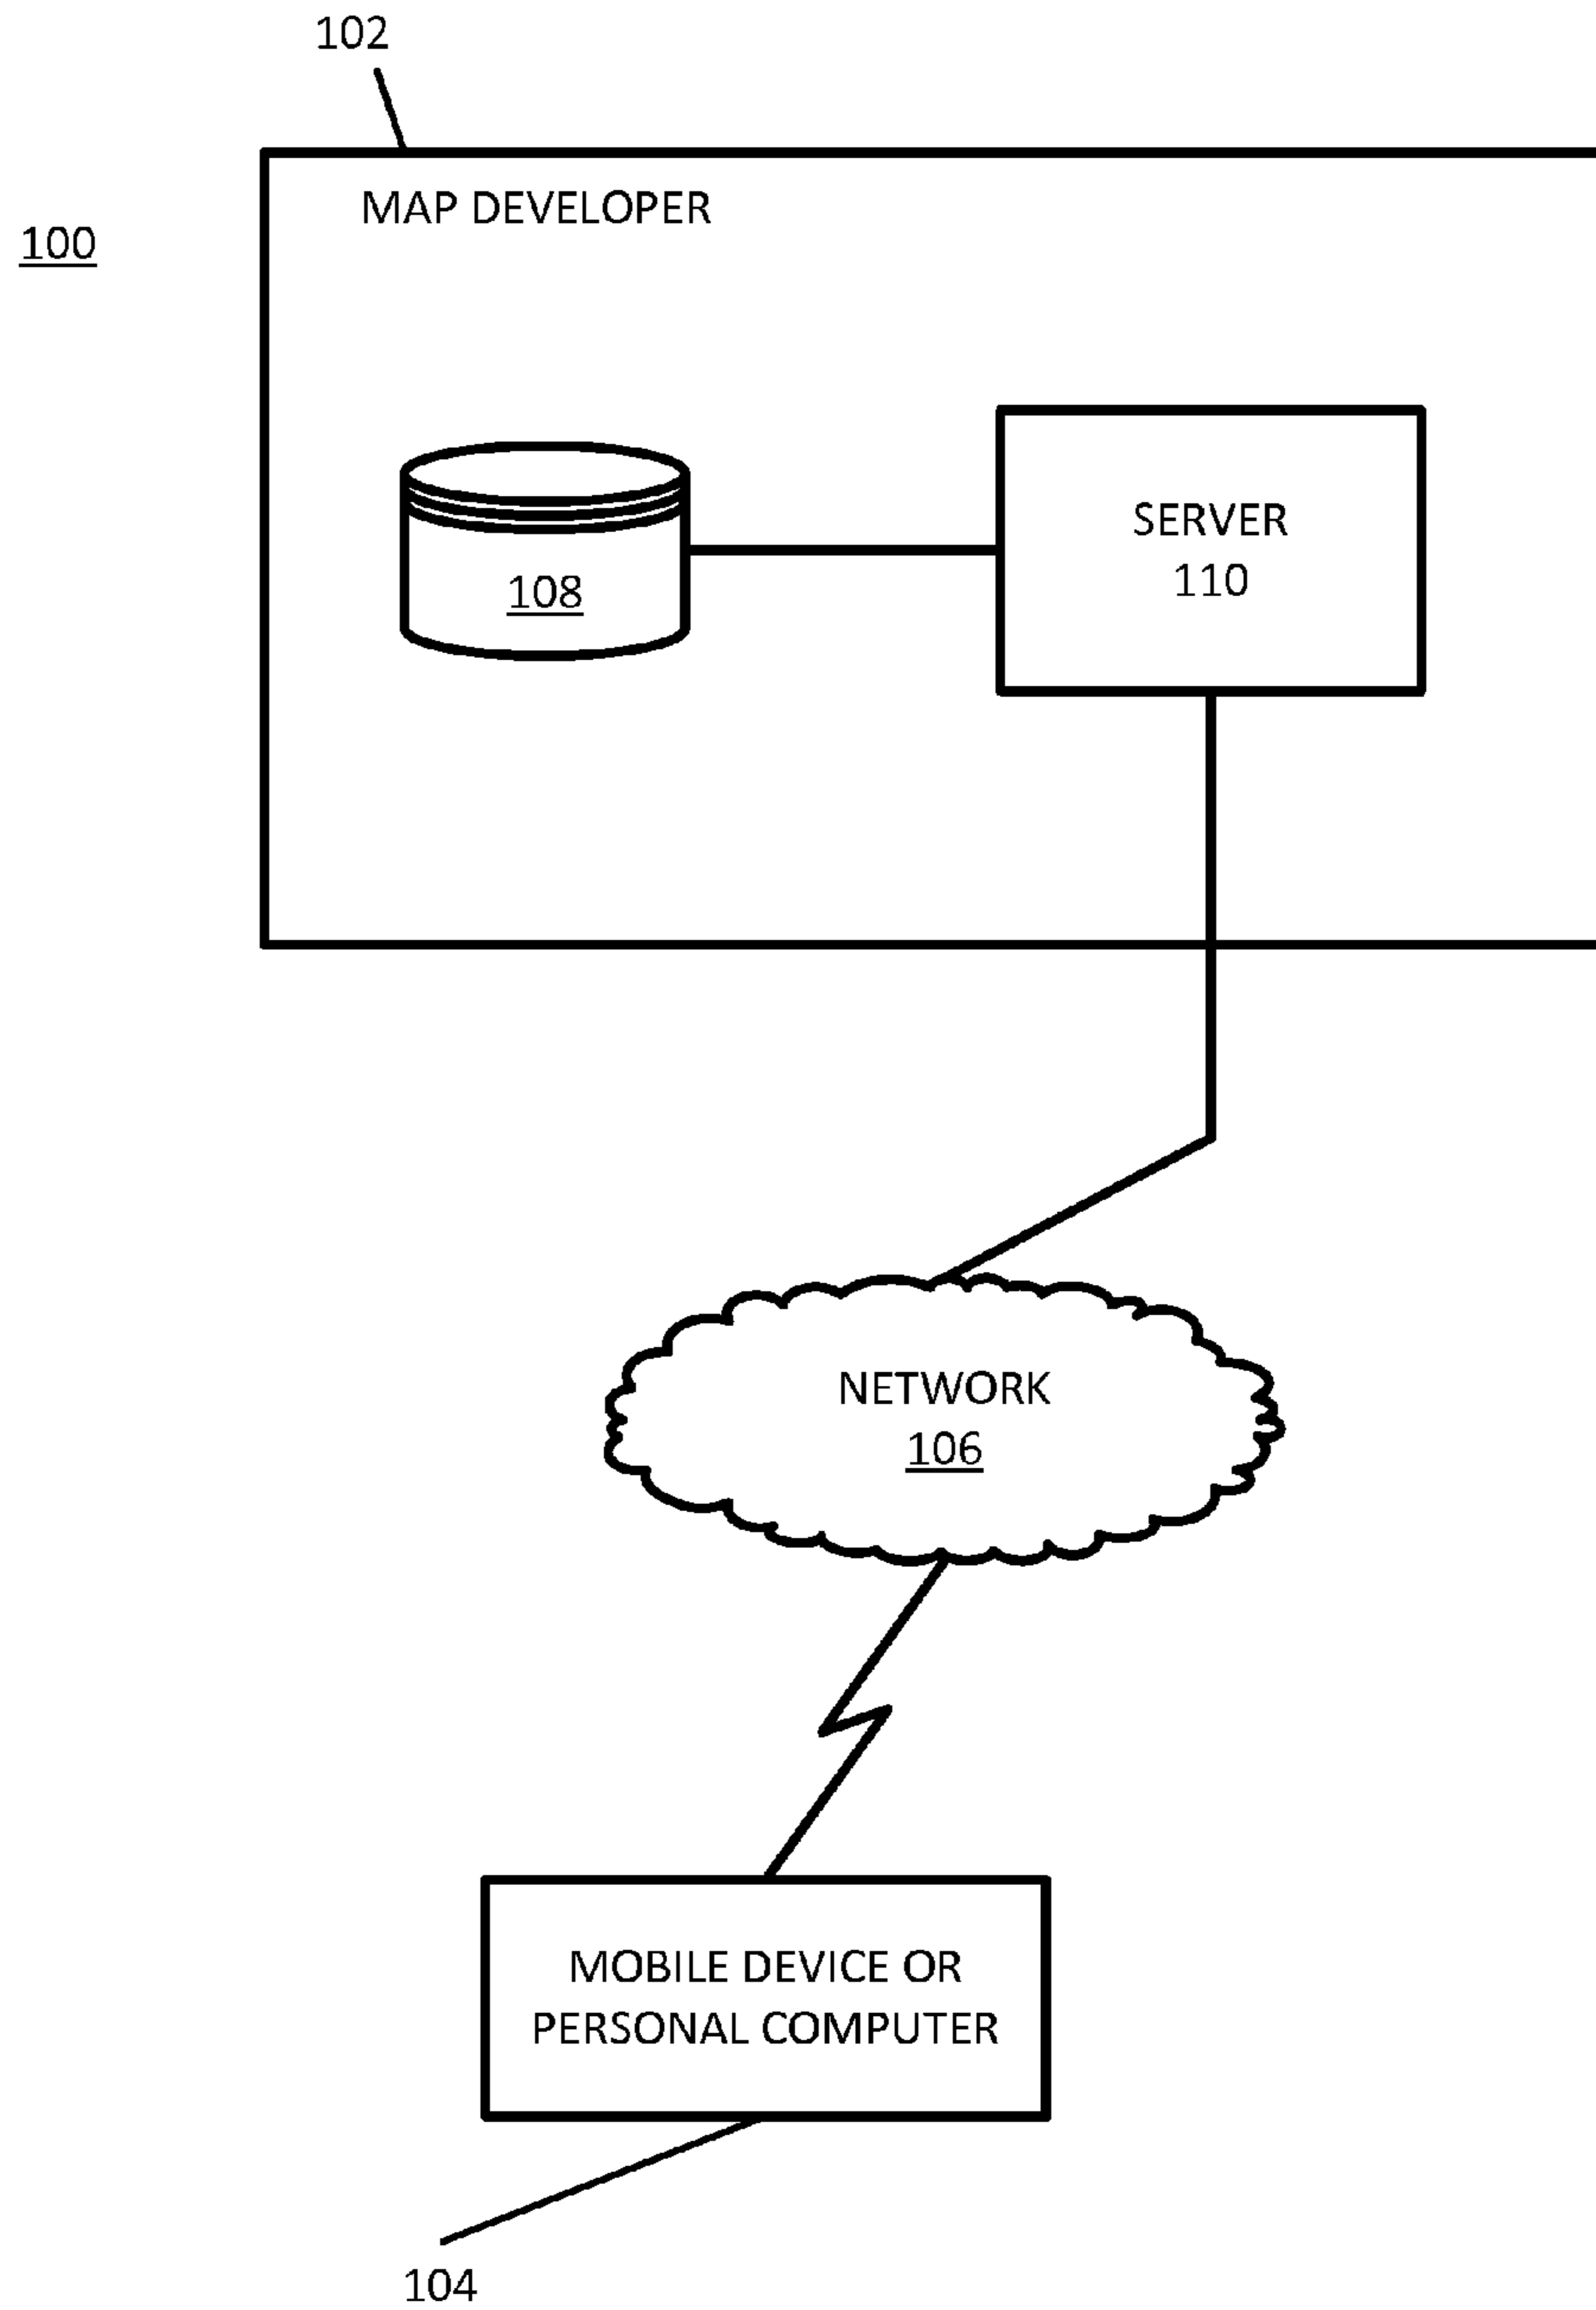 102
MAP DEVELOPER
100
SERVER
110
108
NETWORK
106
MOBILE DEVICE OR
PERSONAL COMPUTER
104